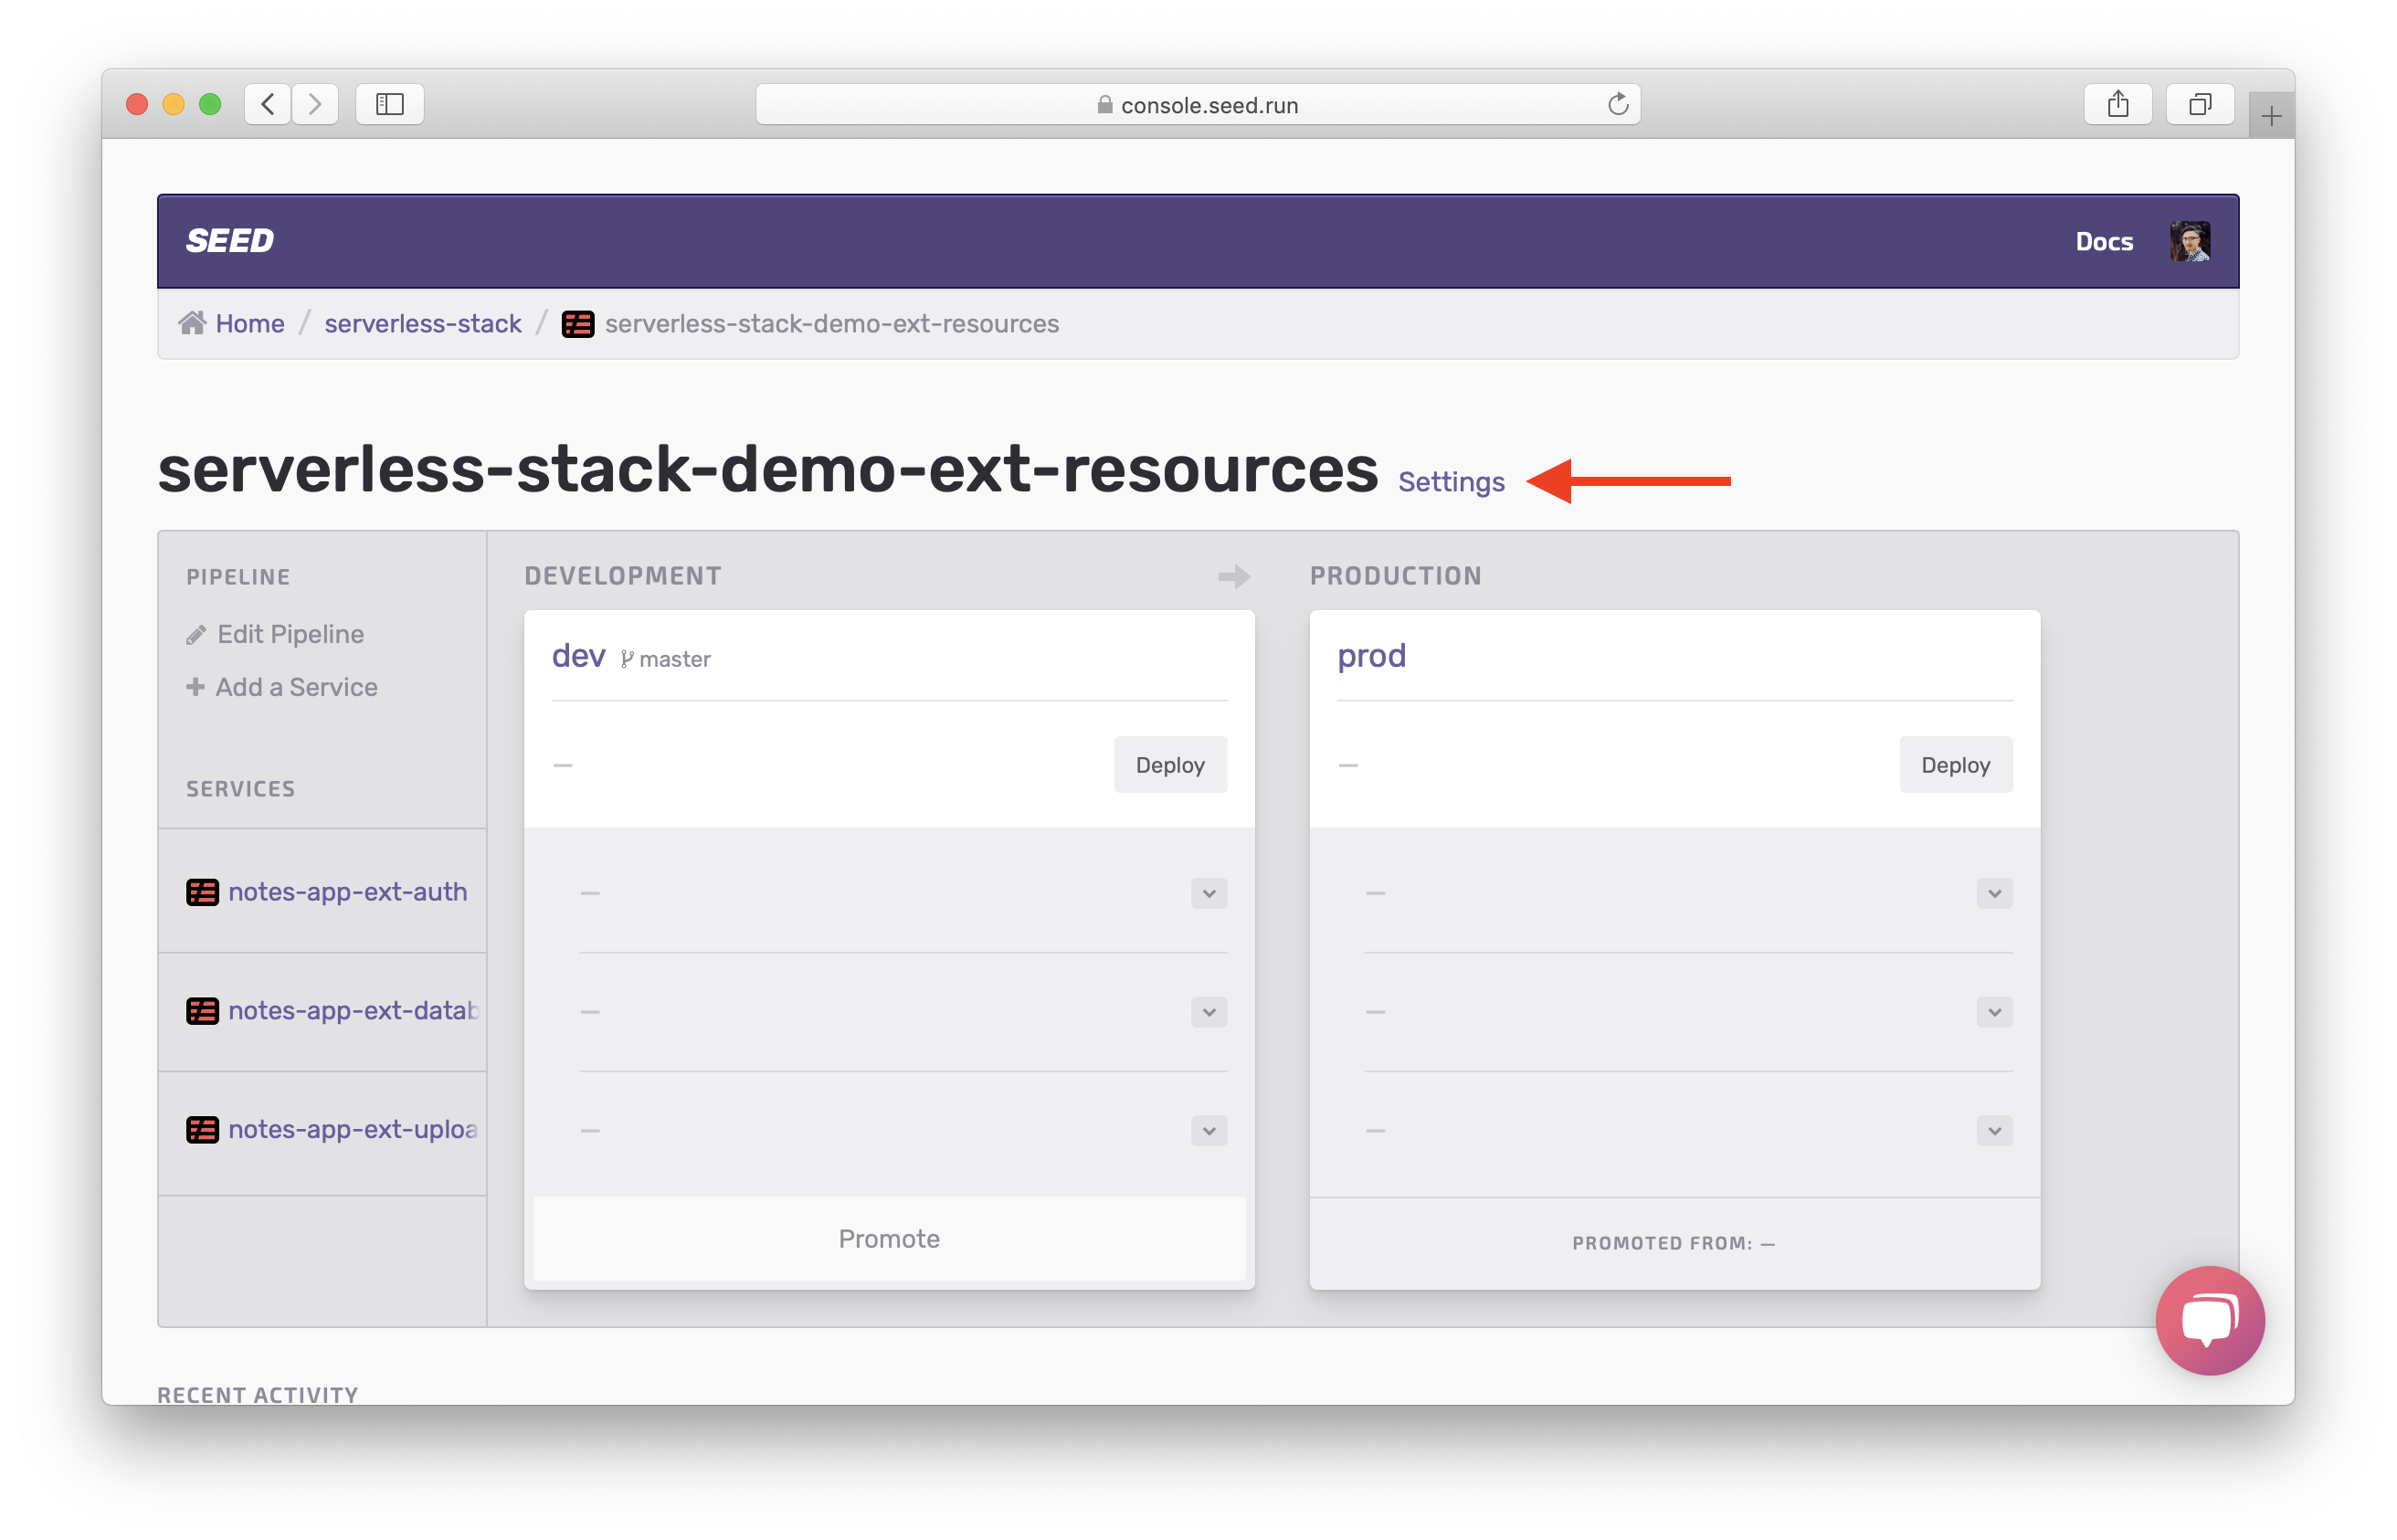 console.seed.run
SEED
Docs
Home / serverless-stack / serverless-stack-demo-ext-resources
serverless-stack-demo-ext-resources Settings
PIPELINE
Edit Pipeline
Add a Service
SERVICES
notes-app-ext-auth
notes-app-ext-datab
notes-app-ext-uploa
DEVELOPMENT
dev master
— Deploy
—
—
—
Promote
PRODUCTION
prod
— Deploy
—
—
—
PROMOTED FROM: —
RECENT ACTIVITY